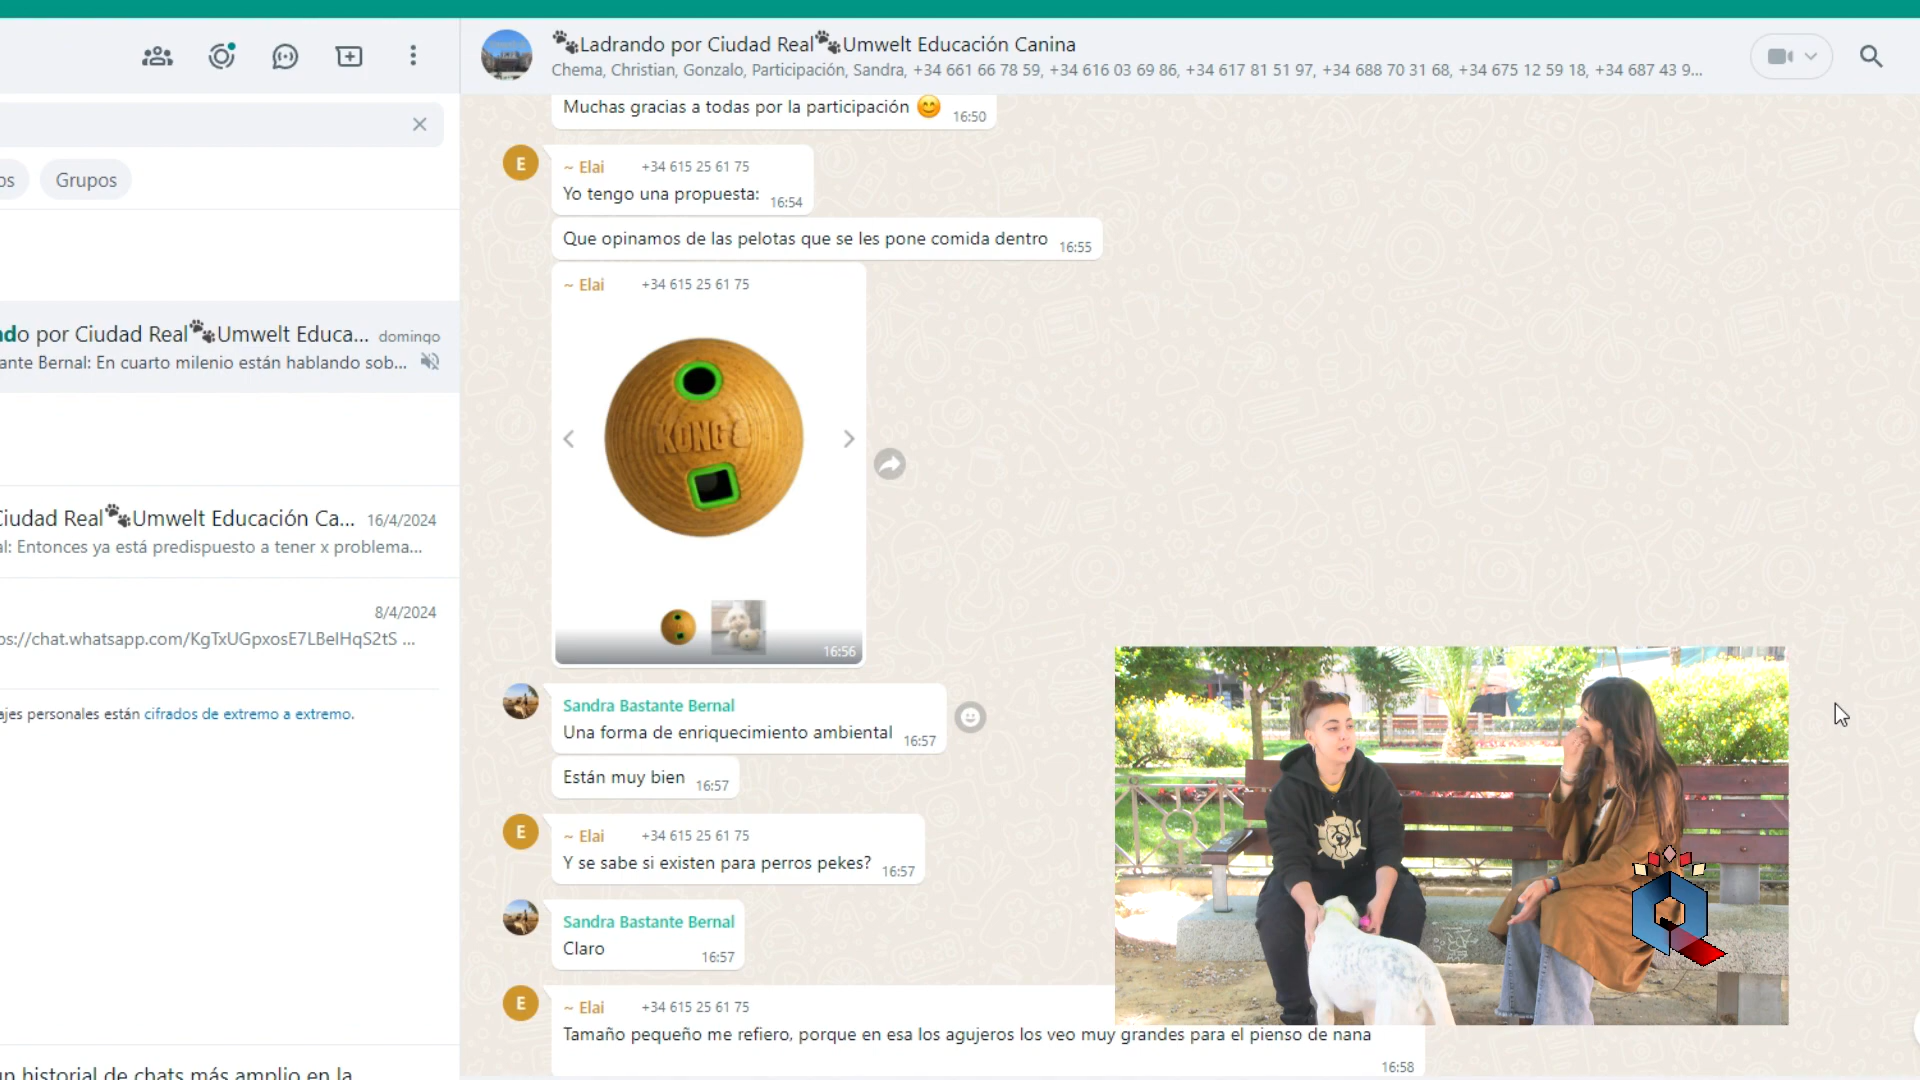 🐾Ladrando por Ciudad Real🐾Umwelt Educación Canina
Chema, Christian, Gonzalo, Participación, Sandra, +34 661 66 78 59, +34 616 03 69 86, +34 617 81 51 97, +34 688 70 31 68, +34 675 12 59 18, +34 687 43 9...
os
Grupos
ndo por Ciudad Real🐾Umwelt Educa...
domingo
ante Bernal: En cuarto milenio están hablando sob...
Ciudad Real🐾Umwelt Educación Ca...
16/4/2024
al: Entonces ya está predispuesto a tener x problema...
8/4/2024
ps://chat.whatsapp.com/KgTxUGpxosE7LBelHqS2tS ...
ajes personales están cifrados de extremo a extremo.
un historial de chats más amplio en la
Muchas gracias a todas por la participación 😊
16:50
E
~ Elai
+34 615 25 61 75
Yo tengo una propuesta:
16:54
Que opinamos de las pelotas que se les pone comida dentro
16:55
~ Elai
+34 615 25 61 75
KONG
16:56
Sandra Bastante Bernal
Una forma de enriquecimiento ambiental
16:57
Están muy bien
16:57
E
~ Elai
+34 615 25 61 75
Y se sabe si existen para perros pekes?
16:57
Sandra Bastante Bernal
Claro
16:57
E
~ Elai
+34 615 25 61 75
Tamaño pequeño me refiero, porque en esa los agujeros los veo muy grandes para el pienso de nana
16:58